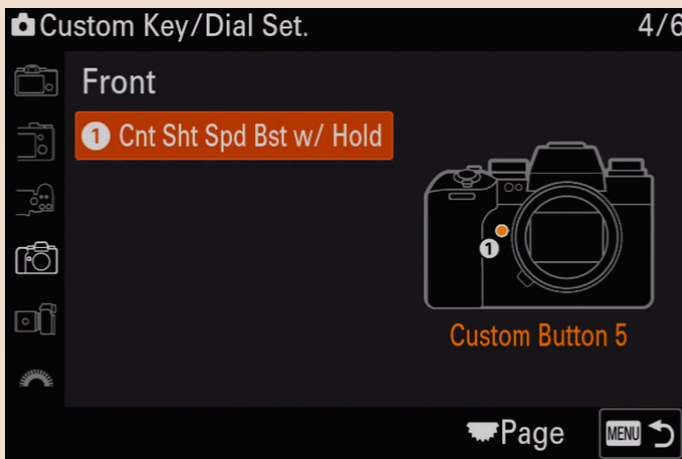 Custom Key/Dial Set. 4/6
Front
1 Cnt Sht Spd Bst w/ Hold
1
Custom Button 5
Page MENU